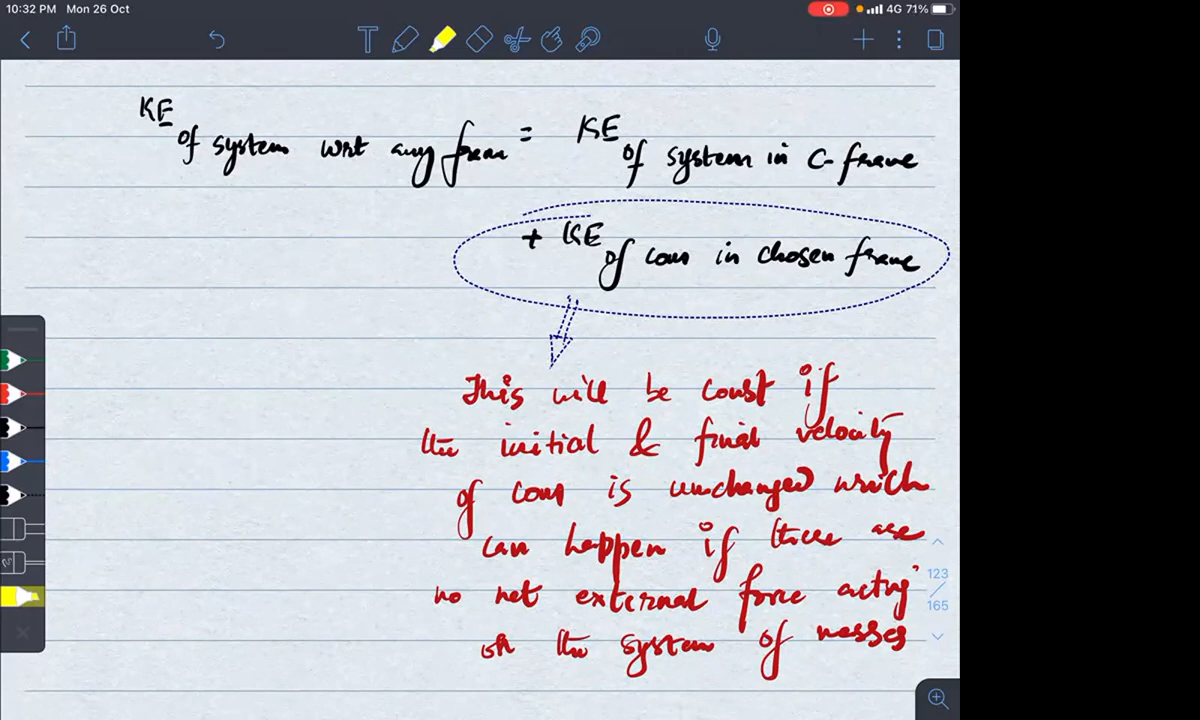 10:32 PM Mon 26 Oct
4G 71%
KE of system wrt any fram = KE of system in C-frame
+ KE of com in chosen frame
This will be const if
the initial & final velocity
of com is unchanged which
can happen if there are
no net external force acting
on the system of masses
123
165